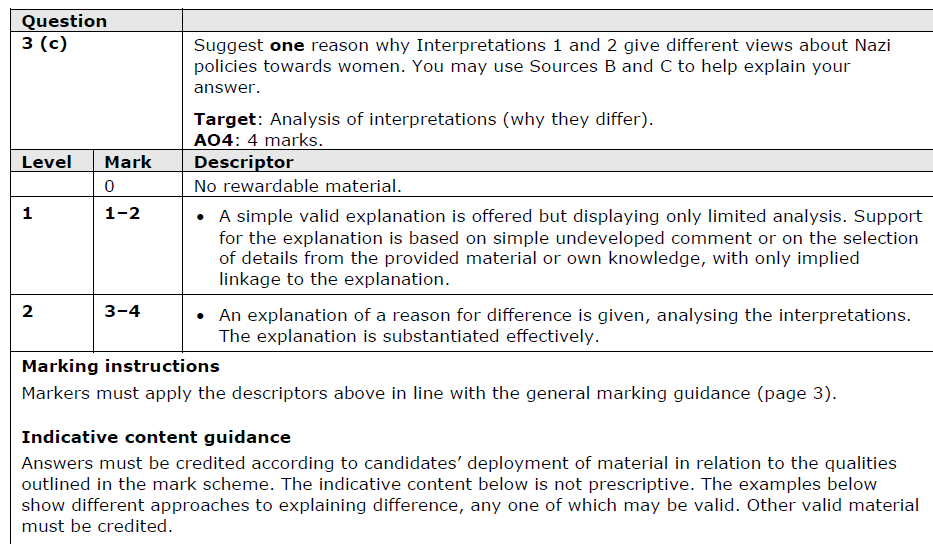 Question
3 (c)
Suggest one reason why Interpretations 1 and 2 give different views about Nazi
policies towards women. You may use Sources B and C to help explain your
answer.
Target: Analysis of interpretations (why they differ).
AO4: 4 marks.
Level Mark Descriptor
0 No rewardable material.
1 1–2 • A simple valid explanation is offered but displaying only limited analysis. Support
for the explanation is based on simple undeveloped comment or on the selection
of details from the provided material or own knowledge, with only implied
linkage to the explanation.
2 3–4 • An explanation of a reason for difference is given, analysing the interpretations.
The explanation is substantiated effectively.
Marking instructions
Markers must apply the descriptors above in line with the general marking guidance (page 3).
Indicative content guidance
Answers must be credited according to candidates’ deployment of material in relation to the qualities
outlined in the mark scheme. The indicative content below is not prescriptive. The examples below
show different approaches to explaining difference, any one of which may be valid. Other valid material
must be credited.